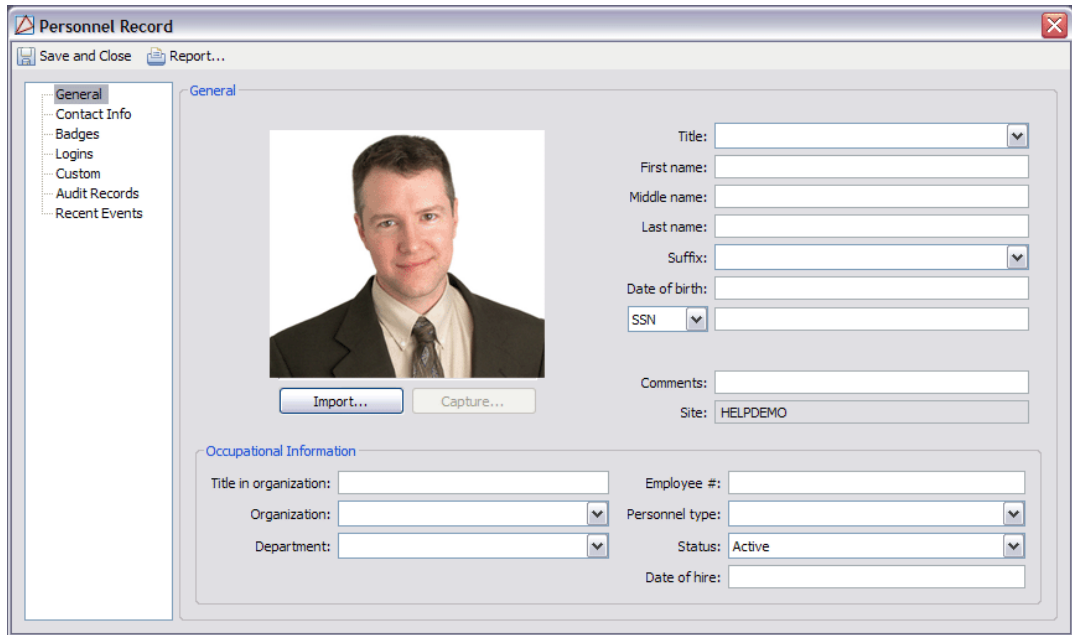 Personnel Record
Save and Close Report...
General
Contact Info
Badges
Logins
Custom
Audit Records
Recent Events
General
Title:
First name:
Middle name:
Last name:
Suffix:
Date of birth:
SSN
Import... Capture...
Comments:
Site: HELPDEMO
Occupational Information
Title in organization: Employee #:
Organization: Personnel type:
Department: Status: Active
Date of hire: